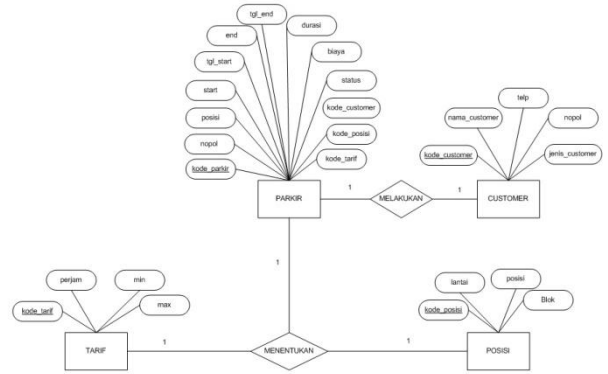 tgl_end
durasi
end
biaya
tgl_start
status
start
kode_customer
posisi
kode_posisi
nopol
kode_tarif
kode_parkir
telp
nama_customer
nopol
kode_customer
jenis_customer
PARKIR
1
MELAKUKAN
1
CUSTOMER
1
perjam
min
kode_tarif
max
lantai
posisi
kode_posisi
Blok
TARIF
1
MENENTUKAN
1
POSISI